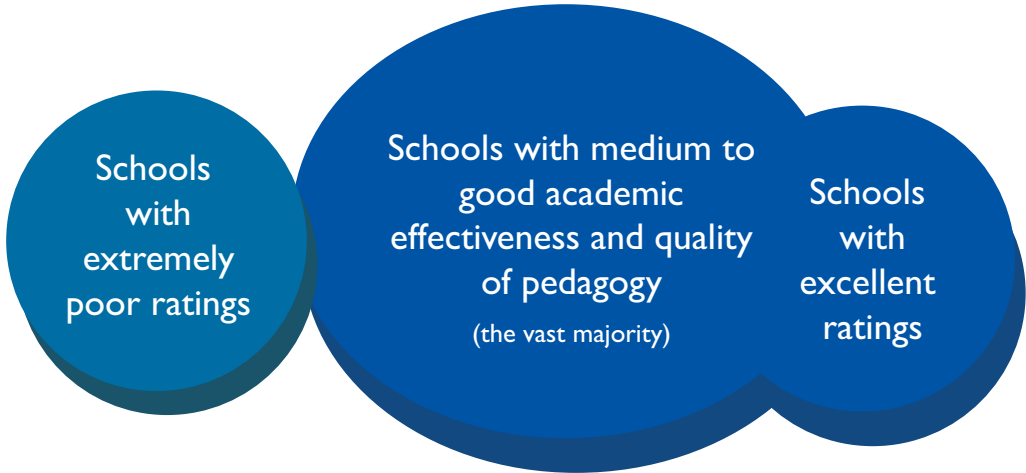 Schools
with
extremely
poor ratings
Schools with medium to
good academic
effectiveness and quality
of pedagogy
(the vast majority)
Schools
with
excellent
ratings